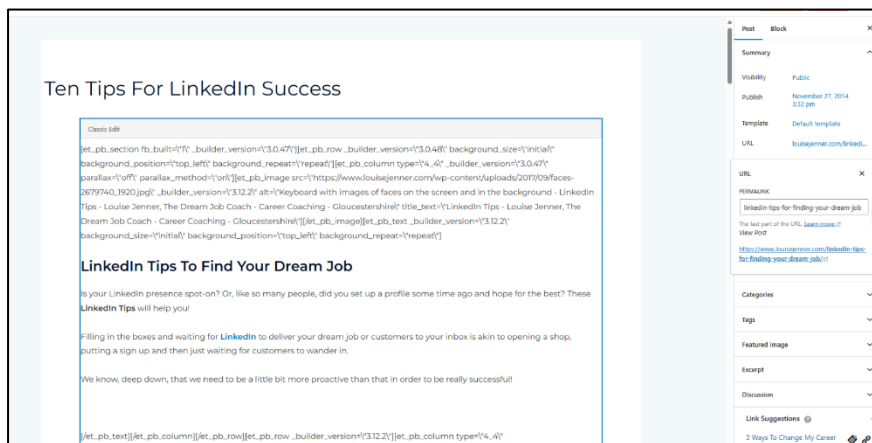 Post Block
Summary
Visibility Public
Publish November 27, 2014
3:32 pm
Template Default template
URL louisejenner.com/linkedi...
URL
PERMALINK
linkedin-tips-for-finding-your-dream-job
The last part of the URL. Learn more.
View Post
https://www.louisejenner.com/linkedin-tips-
for-finding-your-dream-job/
Categories
Tags
Featured image
Excerpt
Discussion
Link Suggestions
3 Ways To Change My Career
Ten Tips For LinkedIn Success
Classic Edit
[et_pb_section fb_built=\"1\" _builder_version=\"3.0.47\"][et_pb_row _builder_version=\"3.0.48\" background_size=\"initial\"
background_position=\"top_left\" background_repeat=\"repeat\"][et_pb_column type=\"4_4\" _builder_version=\"3.0.47\"
parallax=\"off\" parallax_method=\"on\"][et_pb_image src=\"https://www.louisejenner.com/wp-content/uploads/2017/09/faces-
2679740_1920.jpg\" _builder_version=\"3.12.2\" alt=\"Keyboard with images of faces on the screen and in the background - LinkedIn
Tips - Louise Jenner, The Dream Job Coach - Career Coaching - Gloucestershire\" title_text=\"LinkedIn Tips - Louise Jenner, The
Dream Job Coach - Career Coaching - Gloucestershire\"][/et_pb_image][et_pb_text _builder_version=\"3.12.2\"
background_size=\"initial\" background_position=\"top_left\" background_repeat=\"repeat\"]
LinkedIn Tips To Find Your Dream Job
Is your LinkedIn presence spot-on? Or, like so many people, did you set up a profile some time ago and hope for the best? These
LinkedIn Tips will help you!
Filling in the boxes and waiting for LinkedIn to deliver your dream job or customers to your inbox is akin to opening a shop,
putting a sign up and then just waiting for customers to wander in.
We know, deep down, that we need to be a little bit more proactive than that in order to be really successful!
[/et_pb_text][/et_pb_column][/et_pb_row][et_pb_row _builder_version=\"3.12.2\"][et_pb_column type=\"4_4\"